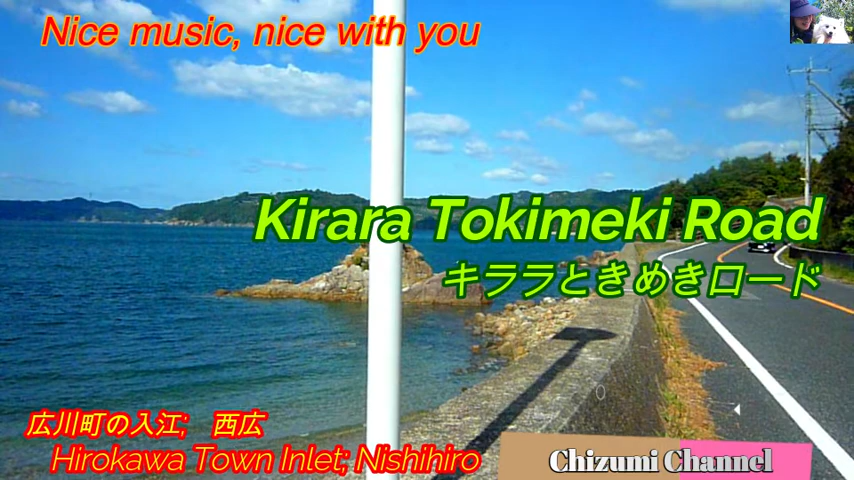 Nice music, nice with you
Kirara Tokimeki Road
キララときめきロード
広川町の入江;　西広
Hirokawa Town Inlet; Nishihiro
Chizumi Channel